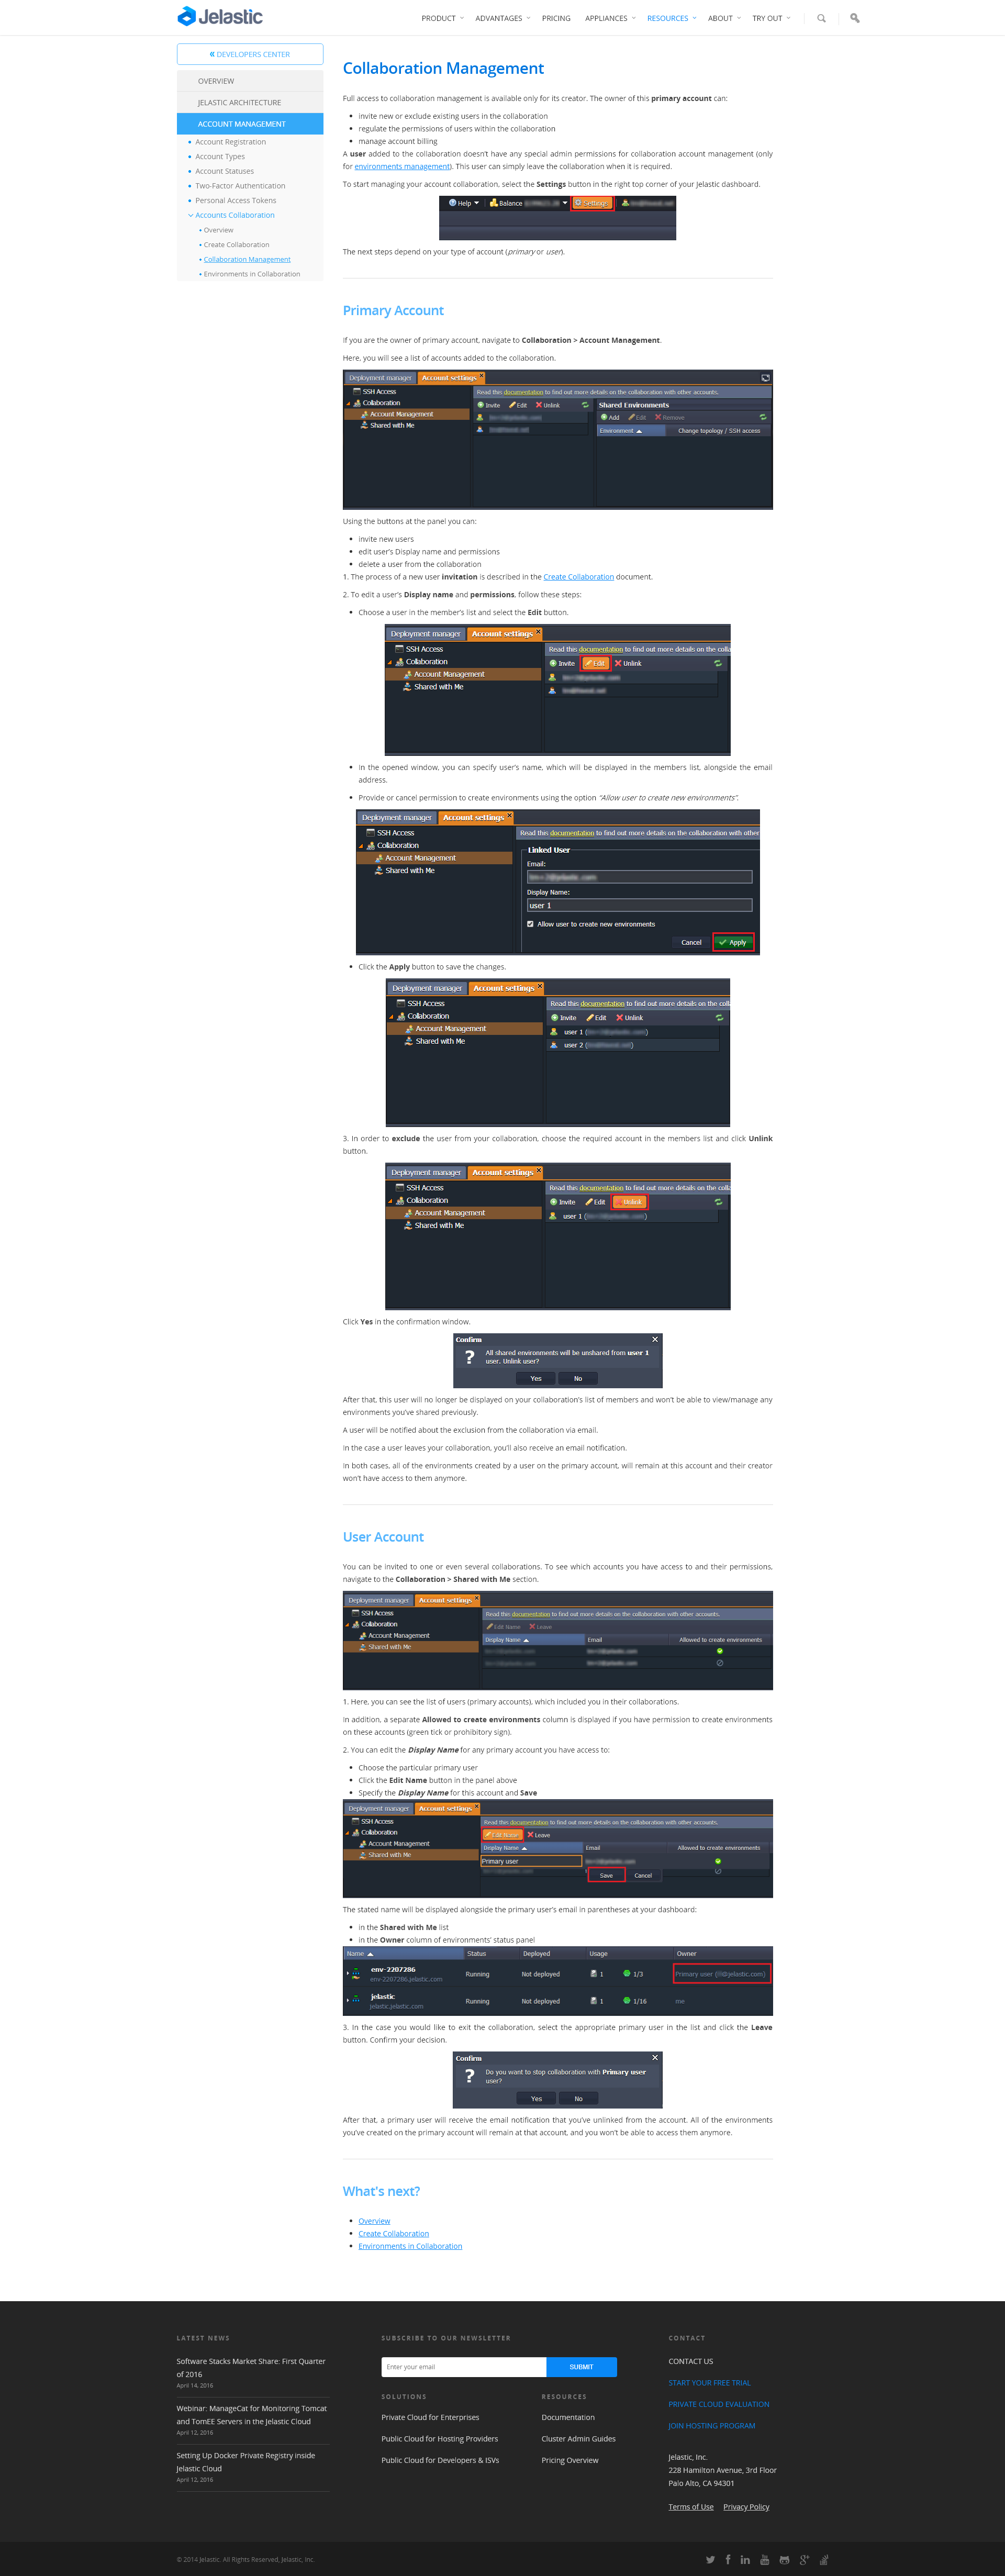 Jelastic
PRODUCT
ADVANTAGES
PRICING
APPLIANCES
RESOURCES
ABOUT
TRY OUT
« DEVELOPERS CENTER
OVERVIEW
JELASTIC ARCHITECTURE
ACCOUNT MANAGEMENT
Account Registration
Account Types
Account Statuses
Two-Factor Authentication
Personal Access Tokens
Accounts Collaboration
Overview
Create Collaboration
Collaboration Management
Environments in Collaboration
Collaboration Management
Full access to collaboration management is available only for its creator. The owner of this primary account can:
invite new or exclude existing users in the collaboration
regulate the permissions of users within the collaboration
manage account billing
A user added to the collaboration doesn't have any special admin permissions for collaboration account management (only
for environments management). This user can simply leave the collaboration when it is required.
To start managing your account collaboration, select the Settings button in the right top corner of your Jelastic dashboard.
Help
Balance
Settings
The next steps depend on your type of account (primary or user).
Primary Account
If you are the owner of primary account, navigate to Collaboration > Account Management.
Here, you will see a list of accounts added to the collaboration.
Deployment manager
Account settings
SSH Access
Collaboration
Account Management
Shared with Me
Read this documentation to find out more details on the collaboration with other accounts.
Invite
Edit
Unlink
Shared Environments
Add
Edit
Remove
Environment
Change topology / SSH access
Using the buttons at the panel you can:
invite new users
edit user's Display name and permissions
delete a user from the collaboration
1. The process of a new user invitation is described in the Create Collaboration document.
2. To edit a user's Display name and permissions, follow these steps:
Choose a user in the member's list and select the Edit button.
Deployment manager
Account settings
SSH Access
Collaboration
Account Management
Shared with Me
Read this documentation to find out more details on the colla
Invite
Edit
Unlink
In the opened window, you can specify user's name, which will be displayed in the members list, alongside the email
address.
Provide or cancel permission to create environments using the option "Allow user to create new environments".
Deployment manager
Account settings
SSH Access
Collaboration
Account Management
Shared with Me
Read this documentation to find out more details on the collaboration with other
Linked User
Email:
Display Name:
user 1
Allow user to create new environments
Cancel
Apply
Click the Apply button to save the changes.
Deployment manager
Account settings
SSH Access
Collaboration
Account Management
Shared with Me
Read this documentation to find out more details on the colla
Invite
Edit
Unlink
user 1
user 2
3. In order to exclude the user from your collaboration, choose the required account in the members list and click Unlink
button.
Deployment manager
Account settings
SSH Access
Collaboration
Account Management
Shared with Me
Read this documentation to find out more details on the colla
Invite
Edit
Unlink
user 1
Click Yes in the confirmation window.
Confirm
All shared environments will be unshared from user 1
user. Unlink user?
Yes
No
After that, this user will no longer be displayed on your collaboration's list of members and won't be able to view/manage any
environments you've shared previously.
A user will be notified about the exclusion from the collaboration via email.
In the case a user leaves your collaboration, you'll also receive an email notification.
In both cases, all of the environments created by a user on the primary account, will remain at this account and their creator
won't have access to them anymore.
User Account
You can be invited to one or even several collaborations. To see which accounts you have access to and their permissions,
navigate to the Collaboration > Shared with Me section.
Deployment manager
Account settings
SSH Access
Collaboration
Account Management
Shared with Me
Read this documentation to find out more details on the collaboration with other accounts.
Edit Name
Leave
Display Name
Email
Allowed to create environments
1. Here, you can see the list of users (primary accounts), which included you in their collaborations.
In addition, a separate Allowed to create environments column is displayed if you have permission to create environments
on these accounts (green tick or prohibitory sign).
2. You can edit the Display Name for any primary account you have access to:
Choose the particular primary user
Click the Edit Name button in the panel above
Specify the Display Name for this account and Save
Deployment manager
Account settings
SSH Access
Collaboration
Account Management
Shared with Me
Read this documentation to find out more details on the collaboration with other accounts.
Edit Name
Leave
Display Name
Email
Allowed to create environments
Primary user
Save
Cancel
The stated name will be displayed alongside the primary user's email in parentheses at your dashboard:
in the Shared with Me list
in the Owner column of environments' status panel
Name
Status
Deployed
Usage
Owner
env-2207286
env-2207286.jelastic.com
Running
Not deployed
1
1/3
Primary user (fil@jelastic.com)
jelastic
jelastic.jelastic.com
Running
Not deployed
1
1/16
me
3. In the case you would like to exit the collaboration, select the appropriate primary user in the list and click the Leave
button. Confirm your decision.
Confirm
Do you want to stop collaboration with Primary user
user?
Yes
No
After that, a primary user will receive the email notification that you've unlinked from the account. All of the environments
you've created on the primary account will remain at that account, and you won't be able to access them anymore.
What's next?
Overview
Create Collaboration
Environments in Collaboration
LATEST NEWS
Software Stacks Market Share: First Quarter
of 2016
April 14, 2016
Webinar: ManageCat for Monitoring Tomcat
and TomEE Servers in the Jelastic Cloud
April 12, 2016
Setting Up Docker Private Registry inside
Jelastic Cloud
April 12, 2016
SUBSCRIBE TO OUR NEWSLETTER
Enter your email
SUBMIT
SOLUTIONS
Private Cloud for Enterprises
Public Cloud for Hosting Providers
Public Cloud for Developers & ISVs
RESOURCES
Documentation
Cluster Admin Guides
Pricing Overview
CONTACT
CONTACT US
START YOUR FREE TRIAL
PRIVATE CLOUD EVALUATION
JOIN HOSTING PROGRAM
Jelastic, Inc.
228 Hamilton Avenue, 3rd Floor
Palo Alto, CA 94301
Terms of Use
Privacy Policy
© 2014 Jelastic. All Rights Reserved, Jelastic, Inc.